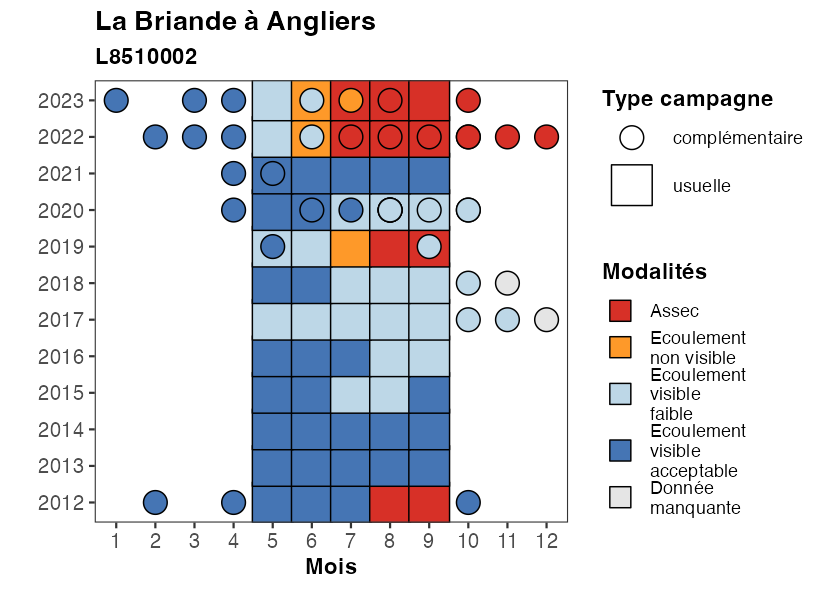 La Briande à Angliers
L8510002
2023
2022
2021
2020
2019
2018
2017
2016
2015
2014
2013
2012
1 2 3 4 5 6 7 8 9 10 11 12
Mois
Type campagne
complémentaire
usuelle
Modalités
Assec
Ecoulement
non visible
Ecoulement
visible
faible
Ecoulement
visible
acceptable
Donnée
manquante